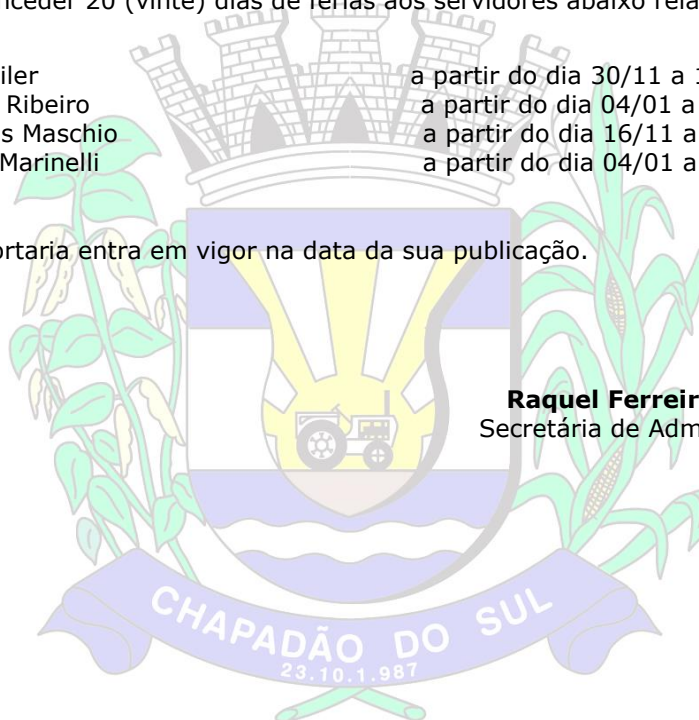 nceder 20 (vinte) dias de férias aos servidores abaixo rela
iler a partir do dia 30/11 a 1
Ribeiro a partir do dia 04/01 a
s Maschio a partir do dia 16/11 a
Marinelli a partir do dia 04/01 a
ortaria entra em vigor na data da sua publicação.
Raquel Ferreir
Secretária de Adm
CHAPADÃO DO SUL
23.10.1.987